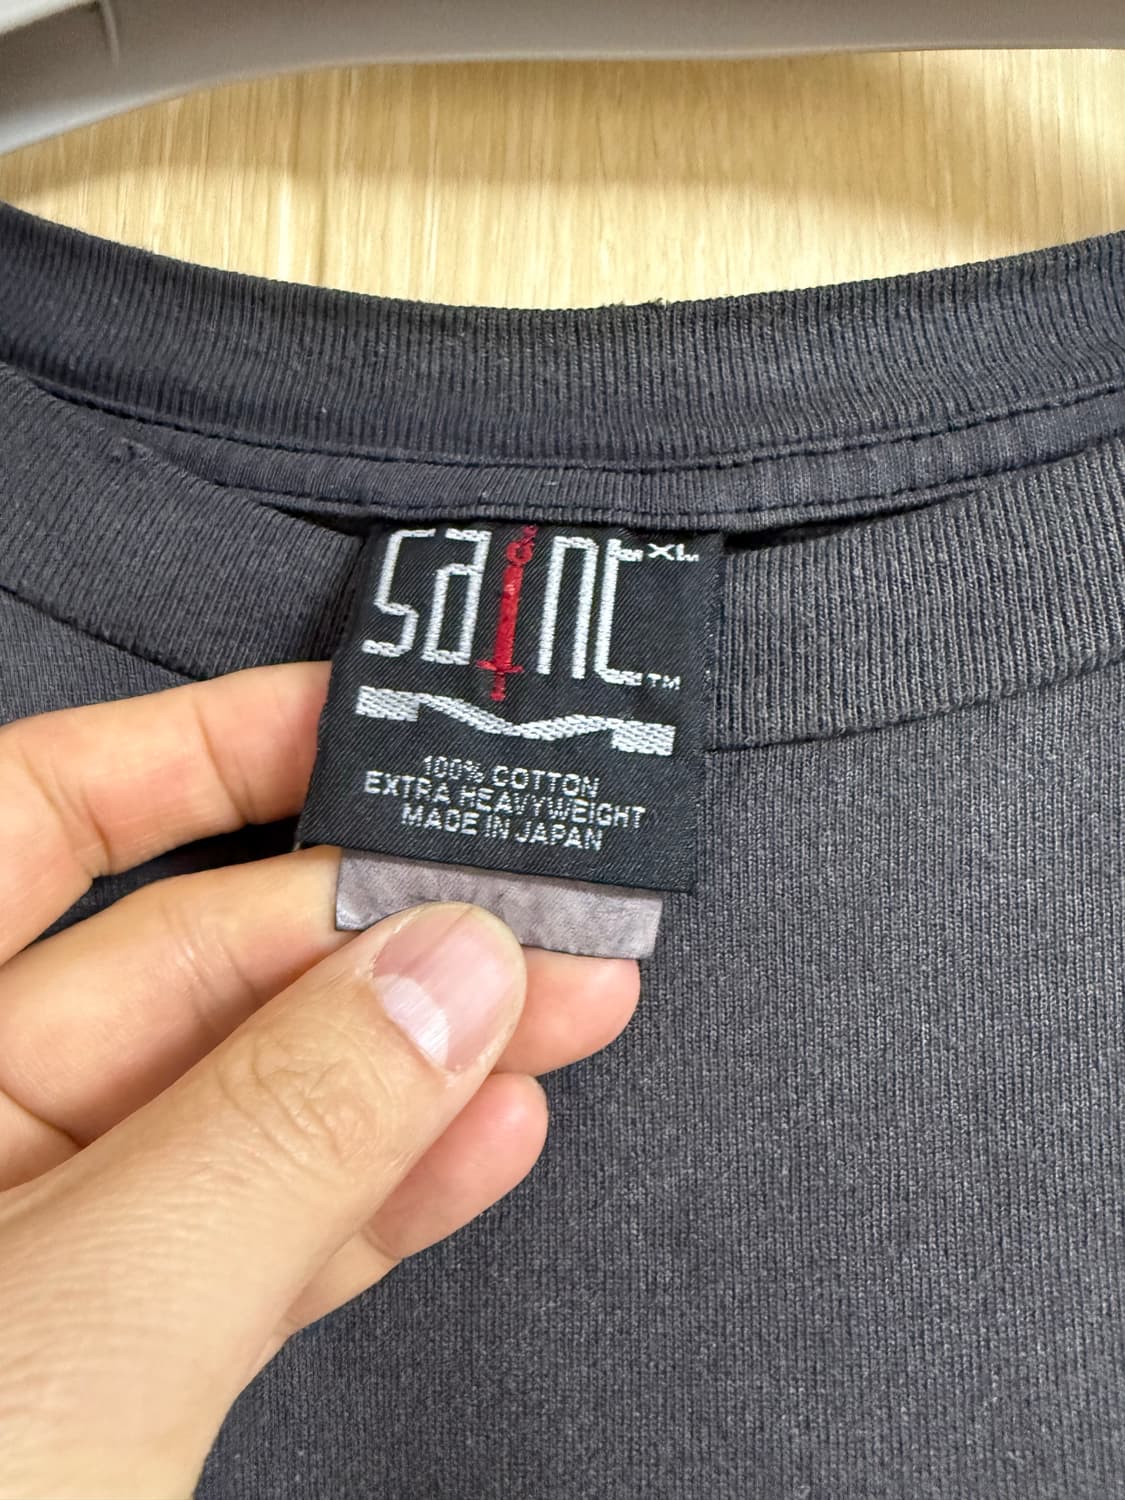 saint XL
TM
100% COTTON
EXTRA HEAVYWEIGHT
MADE IN JAPAN